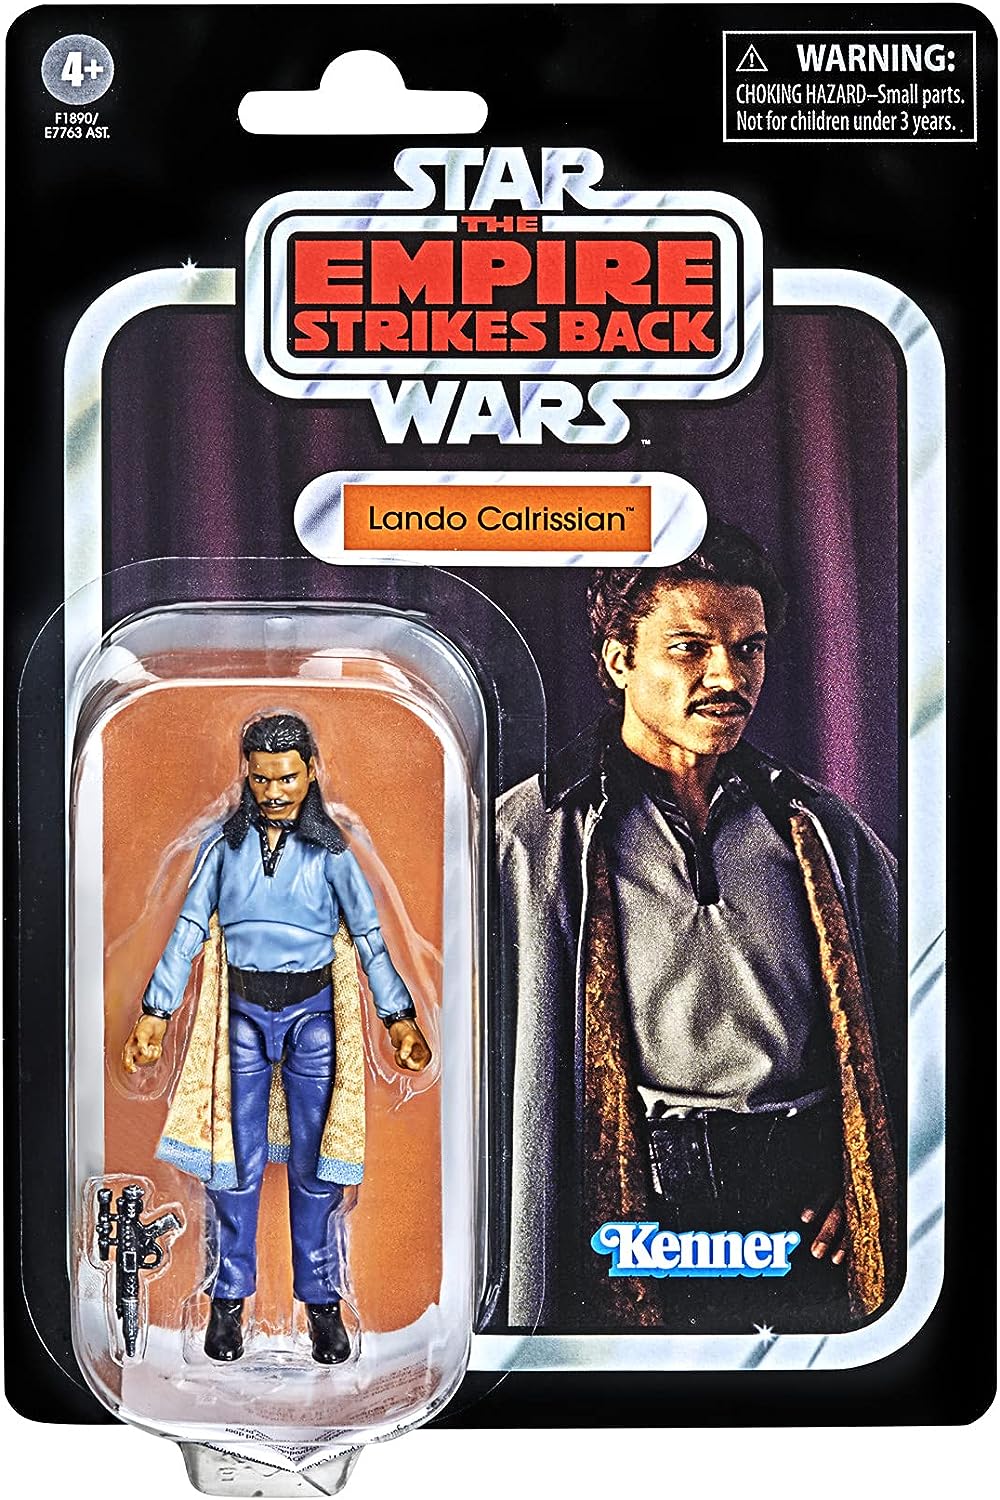 4+
F1890/
E7763 AST.
⚠ WARNING:
CHOKING HAZARD–Small parts.
Not for children under 3 years.
STAR
THE
EMPIRE
STRIKES BACK
WARS™
Lando Calrissian™
Kenner